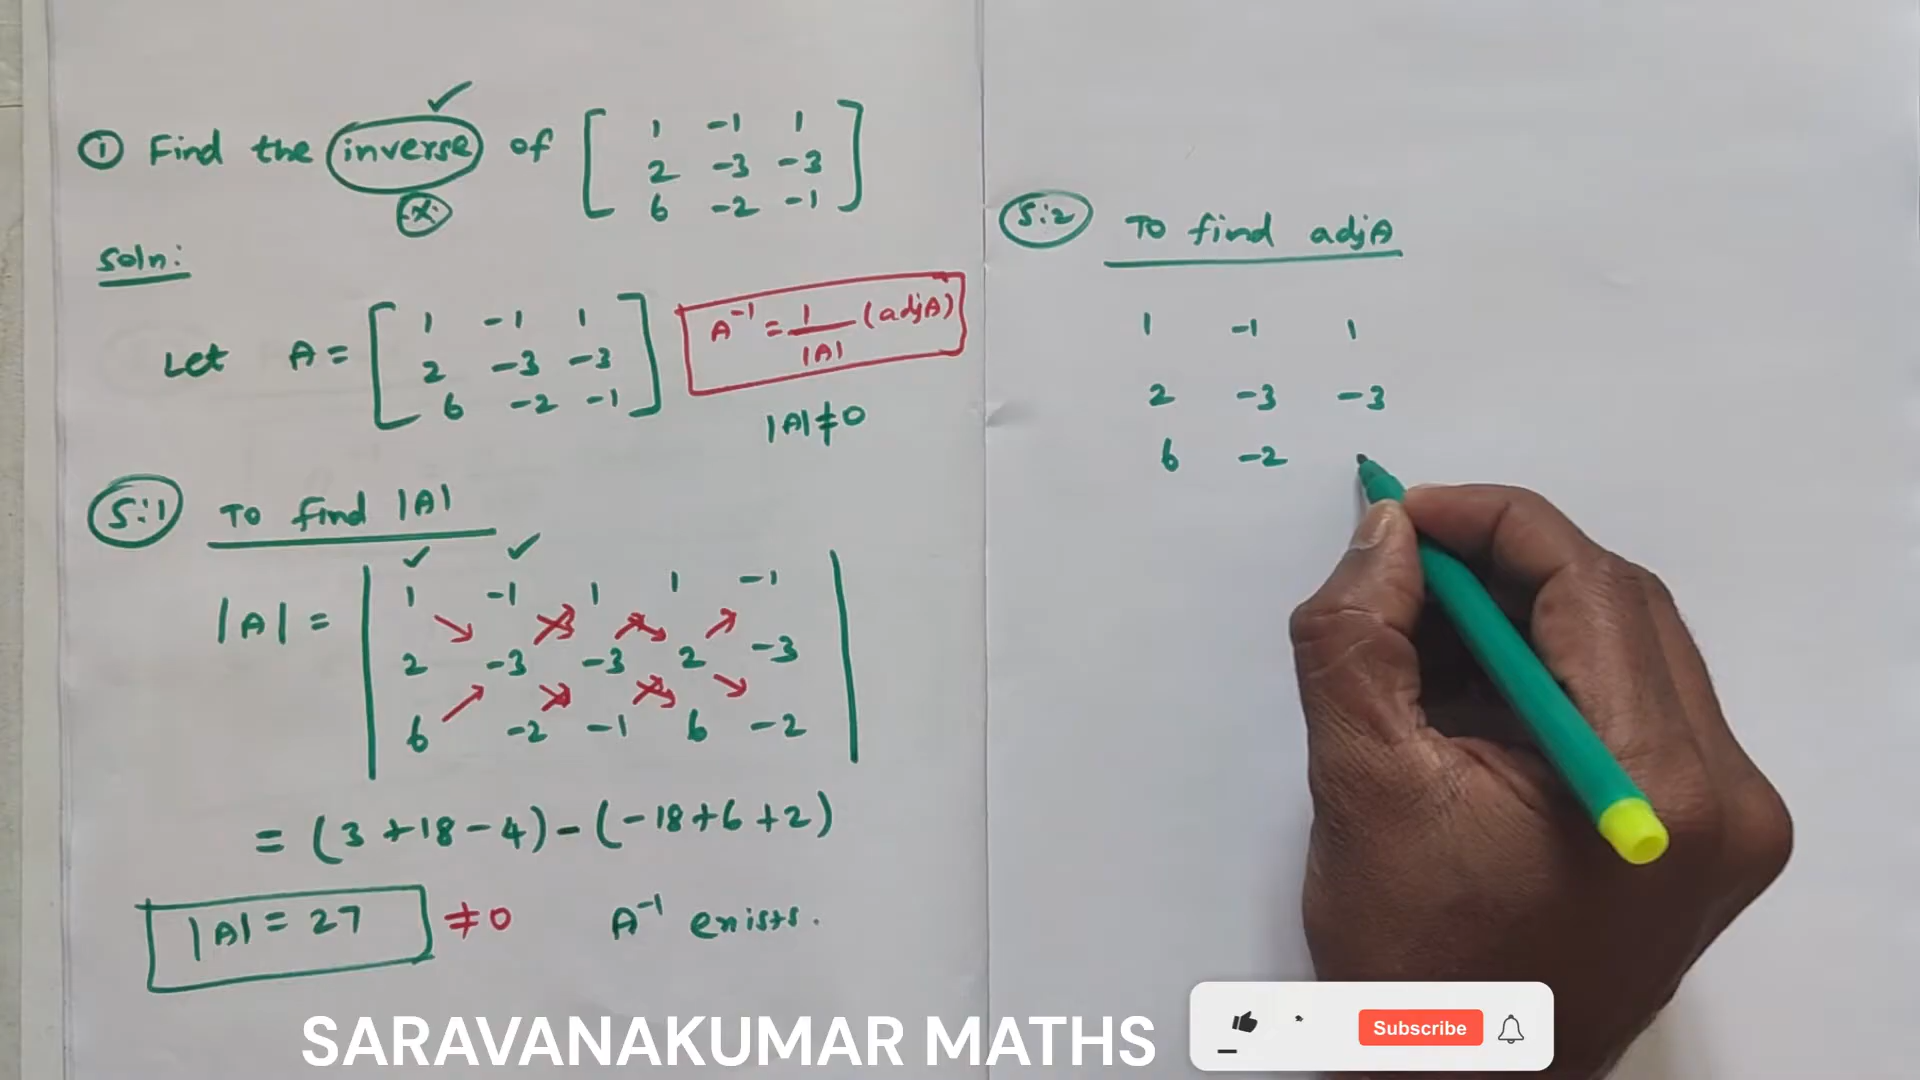 ① Find the inverse of [ 1 -1 1
2 -3 -3
6 -2 -1 ]
Soln:
Let A = [ 1 -1 1
2 -3 -3
6 -2 -1 ]
A⁻¹ = 1/|A| (adjA)
|A| ≠ 0
S:1 To find |A|
|A| = | 1 -1 1 1 -1
2 -3 -3 2 -3
6 -2 -1 6 -2 |
= (3+18-4) - (-18+6+2)
|A| = 27 ≠ 0 A⁻¹ exists.
S:2 To find adjA
1 -1 1
2 -3 -3
6 -2
SARAVANAKUMAR MATHS
Subscribe